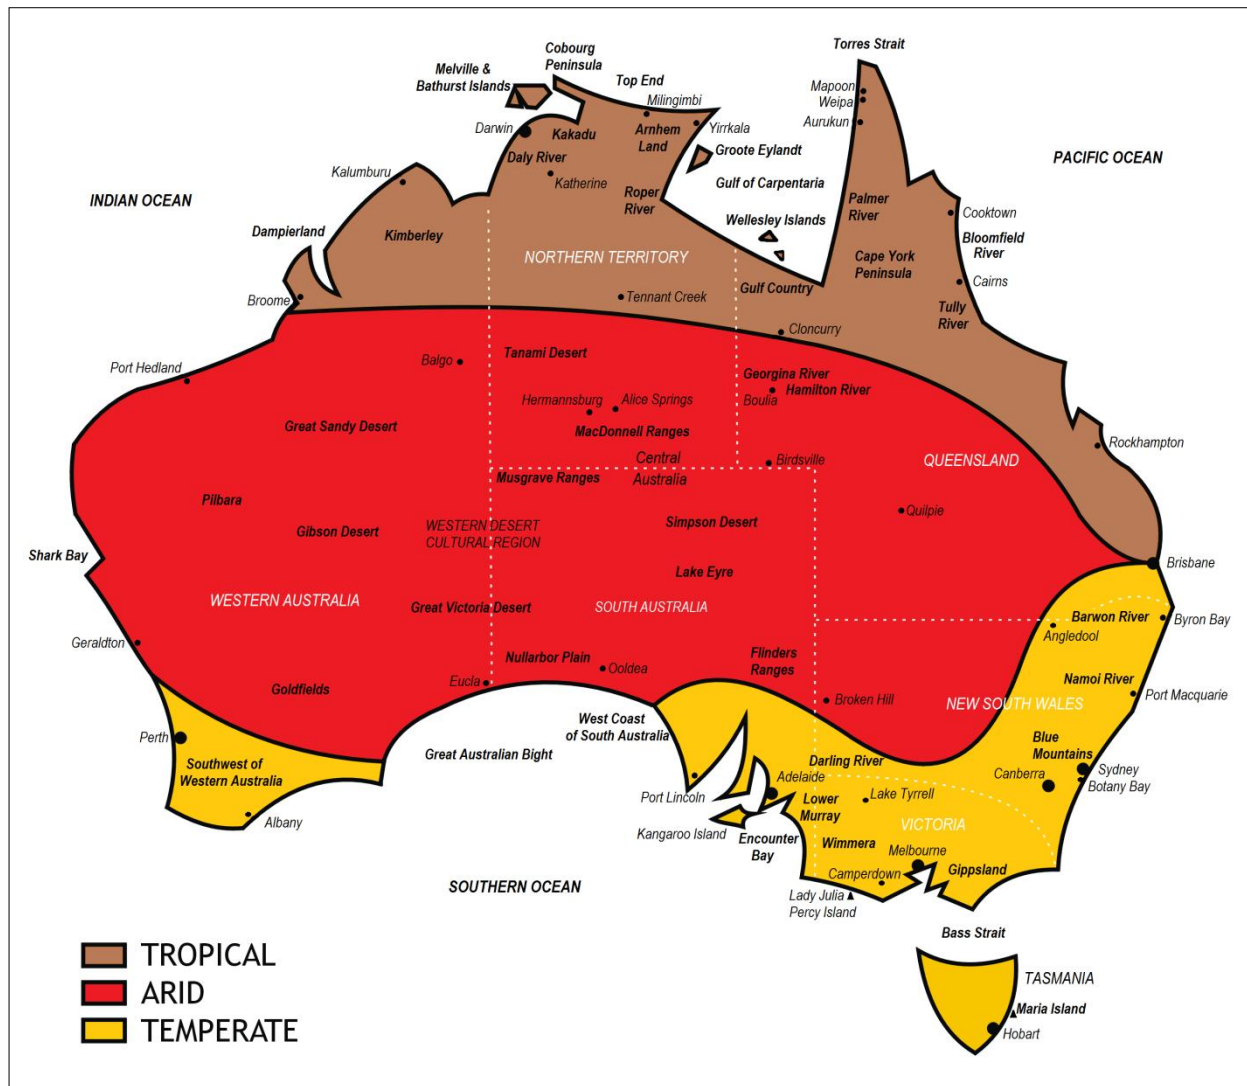 Torres Strait
Cobourg
Peninsula
Melville &
Bathurst Islands
Top End
Milingimbi
Mapoon
Weipa
Aurukun
Darwin
Kakadu
Arnhem
Land
Yirrkala
Groote Eylandt
PACIFIC OCEAN
Daly River
Katherine
Kalumburu
Gulf of Carpentaria
INDIAN OCEAN
Roper
River
Palmer
River
Cooktown
Wellesley Islands
Dampierland
Kimberley
Bloomfield
River
NORTHERN TERRITORY
Cape York
Peninsula
Cairns
Gulf Country
Broome
Tennant Creek
Tully
River
Cloncurry
Tanami Desert
Balgo
Port Hedland
Georgina River
Hamilton River
Boulia
Hermannsburg
Alice Springs
Great Sandy Desert
MacDonnell Ranges
Rockhampton
Central
Australia
Birdsville
QUEENSLAND
Musgrave Ranges
Pilbara
Quilpie
Gibson Desert
WESTERN DESERT
CULTURAL REGION
Simpson Desert
Shark Bay
Brisbane
Lake Eyre
WESTERN AUSTRALIA
Great Victoria Desert
SOUTH AUSTRALIA
Barwon River
Byron Bay
Angledool
Geraldton
Nullarbor Plain
Ooldea
Flinders
Ranges
Eucla
Goldfields
Namoi River
Port Macquarie
Broken Hill
NEW SOUTH WALES
West Coast
of South Australia
Perth
Blue
Mountains
Great Australian Bight
Southwest of
Western Australia
Darling River
Sydney
Canberra
Botany Bay
Adelaide
Port Lincoln
Lake Tyrrell
Lower
Murray
Albany
VICTORIA
Kangaroo Island
Encounter
Bay
Wimmera
Melbourne
Gippsland
Camperdown
SOUTHERN OCEAN
Lady Julia
Percy Island
Bass Strait
TROPICAL
ARID
TEMPERATE
TASMANIA
Maria Island
Hobart